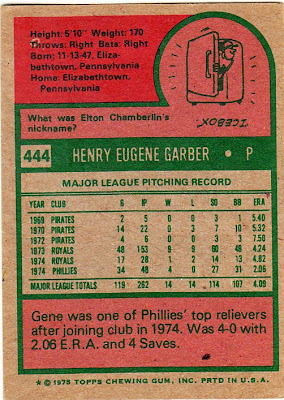 Height: 5'10" Weight: 170
Throws: Right Bats: Right
Born: 11-13-47, Eliza-
bethtown, Pennsylvania
Home: Elizabethtown,
Pennsylvania
What was Elton Chamberlin's
nickname?
ICEBOX
444 HENRY EUGENE GARBER • P
MAJOR LEAGUE PITCHING RECORD
YEAR CLUB G IP W L SO BB ERA
1969 PIRATES 2 5 0 0 3 1 5.40
1970 PIRATES 14 22 0 3 7 10 5.32
1972 PIRATES 4 6 0 0 3 3 7.50
1973 ROYALS 48 153 9 9 60 49 4.24
1974 ROYALS 17 28 1 2 14 13 4.82
1974 PHILLIES 34 48 4 0 27 31 2.06
MAJOR LEAGUE TOTALS 119 262 14 14 114 107 4.09
Gene was one of Phillies' top relievers
after joining club in 1974. Was 4-0 with
2.06 E.R.A. and 4 Saves.
* © 1975 TOPPS CHEWING GUM, INC. PRTD IN U.S.A.